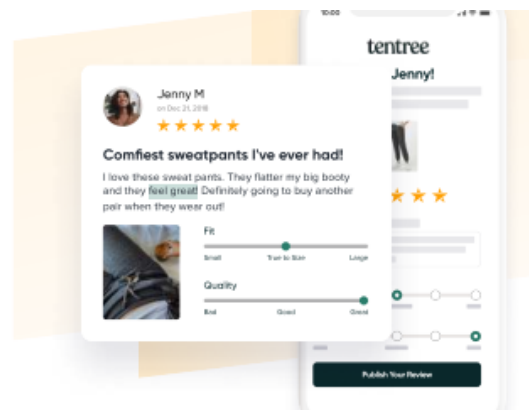 10:00
tentree
Jenny!
Jenny M
on Dec 21, 2018
Comfiest sweatpants I've ever had!
I love these sweat pants. They flatter my big booty
and they feel great! Definitely going to buy another
pair when they wear out!
Fit
Small True to Size Large
Quality
Bad Good Great
Publish Your Review